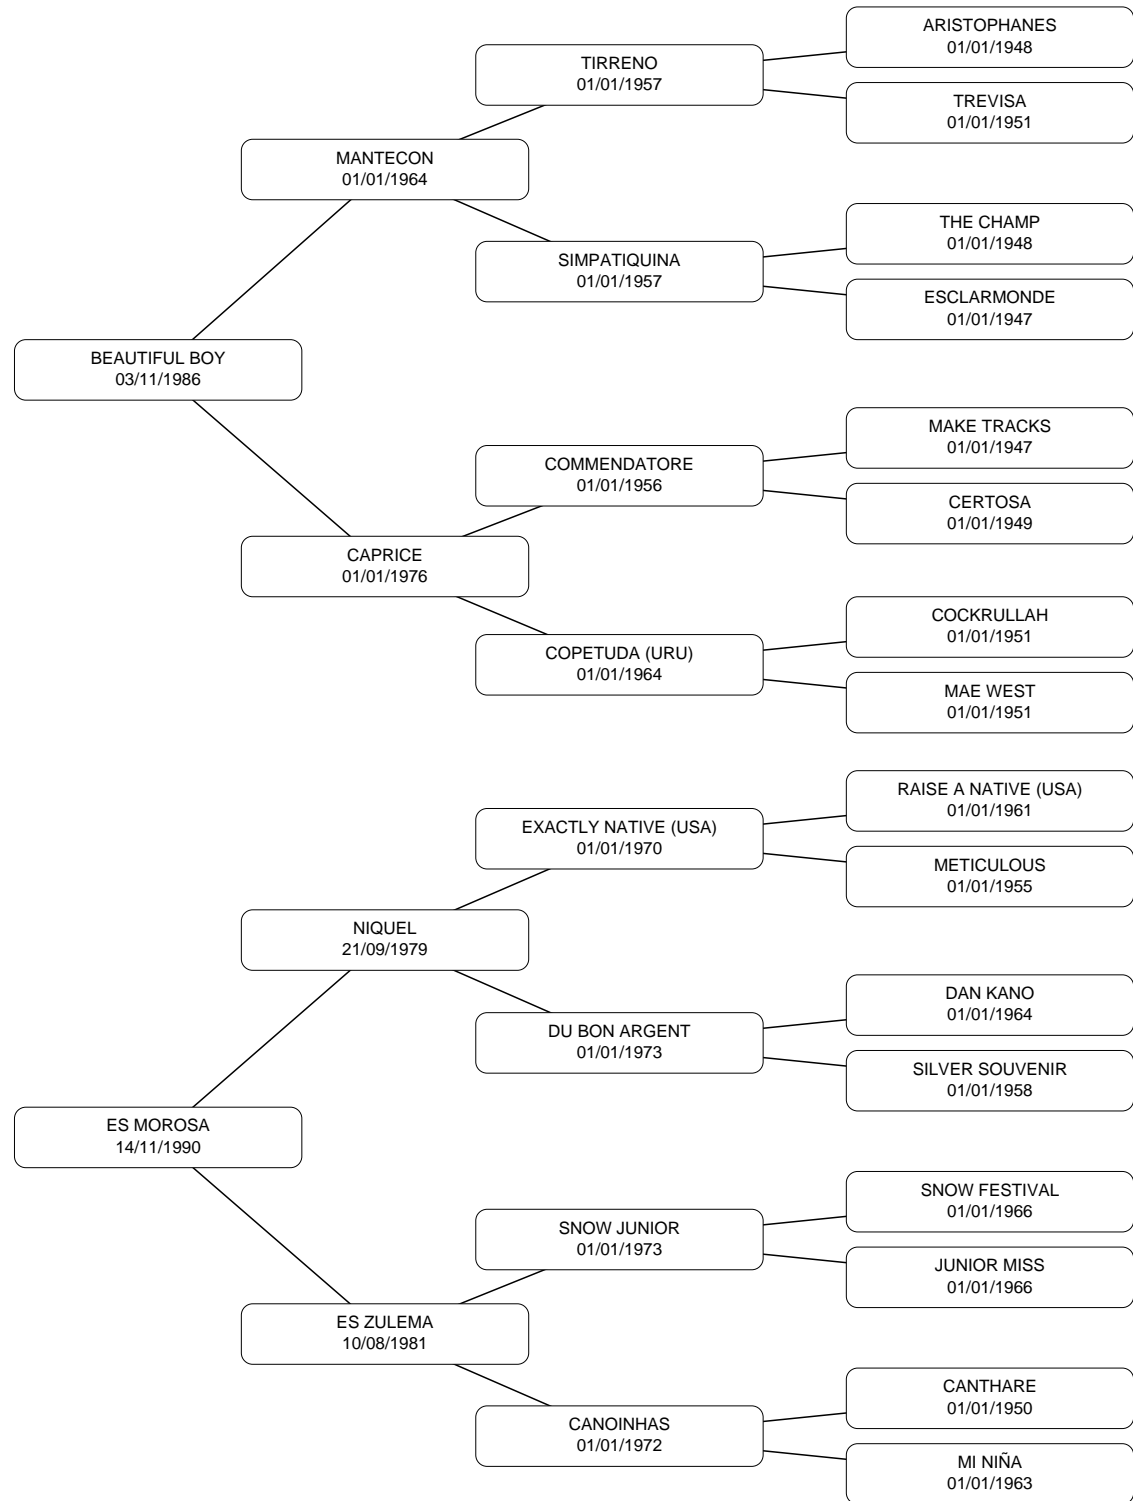 ARISTOPHANES
01/01/1948
TIRRENO
01/01/1957
TREVISA
01/01/1951
MANTECON
01/01/1964
THE CHAMP
01/01/1948
SIMPATIQUINA
01/01/1957
ESCLARMONDE
01/01/1947
BEAUTIFUL BOY
03/11/1986
MAKE TRACKS
01/01/1947
COMMENDATORE
01/01/1956
CERTOSA
01/01/1949
CAPRICE
01/01/1976
COCKRULLAH
01/01/1951
COPETUDA (URU)
01/01/1964
MAE WEST
01/01/1951
RAISE A NATIVE (USA)
01/01/1961
EXACTLY NATIVE (USA)
01/01/1970
METICULOUS
01/01/1955
NIQUEL
21/09/1979
DAN KANO
01/01/1964
DU BON ARGENT
01/01/1973
SILVER SOUVENIR
01/01/1958
ES MOROSA
14/11/1990
SNOW FESTIVAL
01/01/1966
SNOW JUNIOR
01/01/1973
JUNIOR MISS
01/01/1966
ES ZULEMA
10/08/1981
CANTHARE
01/01/1950
CANOINHAS
01/01/1972
MI NIÑA
01/01/1963